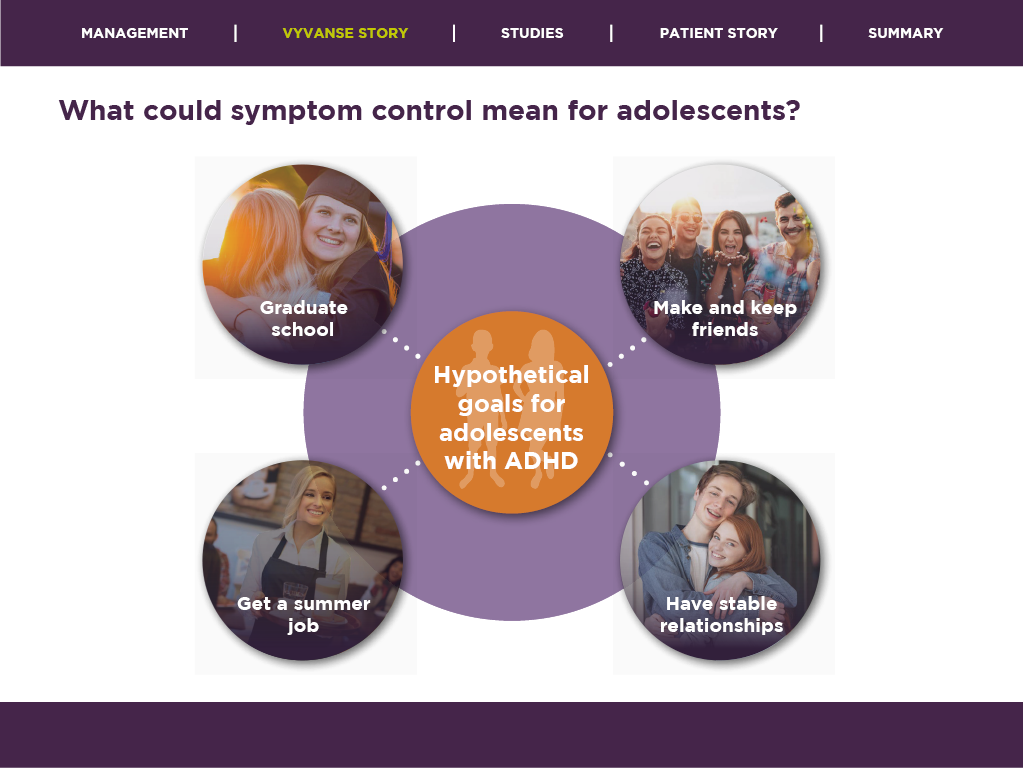 MANAGEMENT | VYVANSE STORY | STUDIES | PATIENT STORY | SUMMARY
What could symptom control mean for adolescents?
Graduate
school
Make and keep
friends
Hypothetical
goals for
adolescents
with ADHD
Get a summer
job
Have stable
relationships